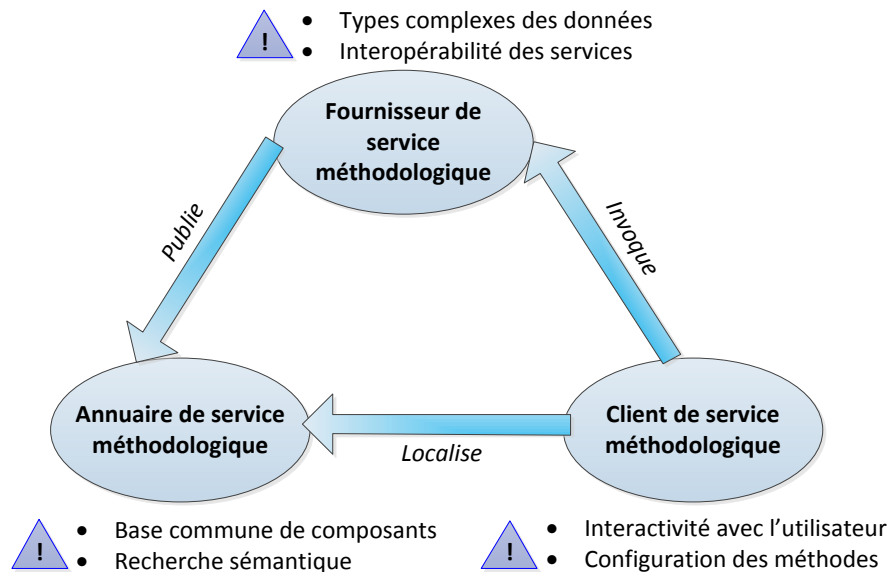 !
• Types complexes des données
• Interopérabilité des services
Fournisseur de
service
méthodologique
Publie
Invoque
Annuaire de service
méthodologique
Localise
Client de service
méthodologique
!
• Base commune de composants
• Recherche sémantique
!
• Interactivité avec l’utilisateur
• Configuration des méthodes